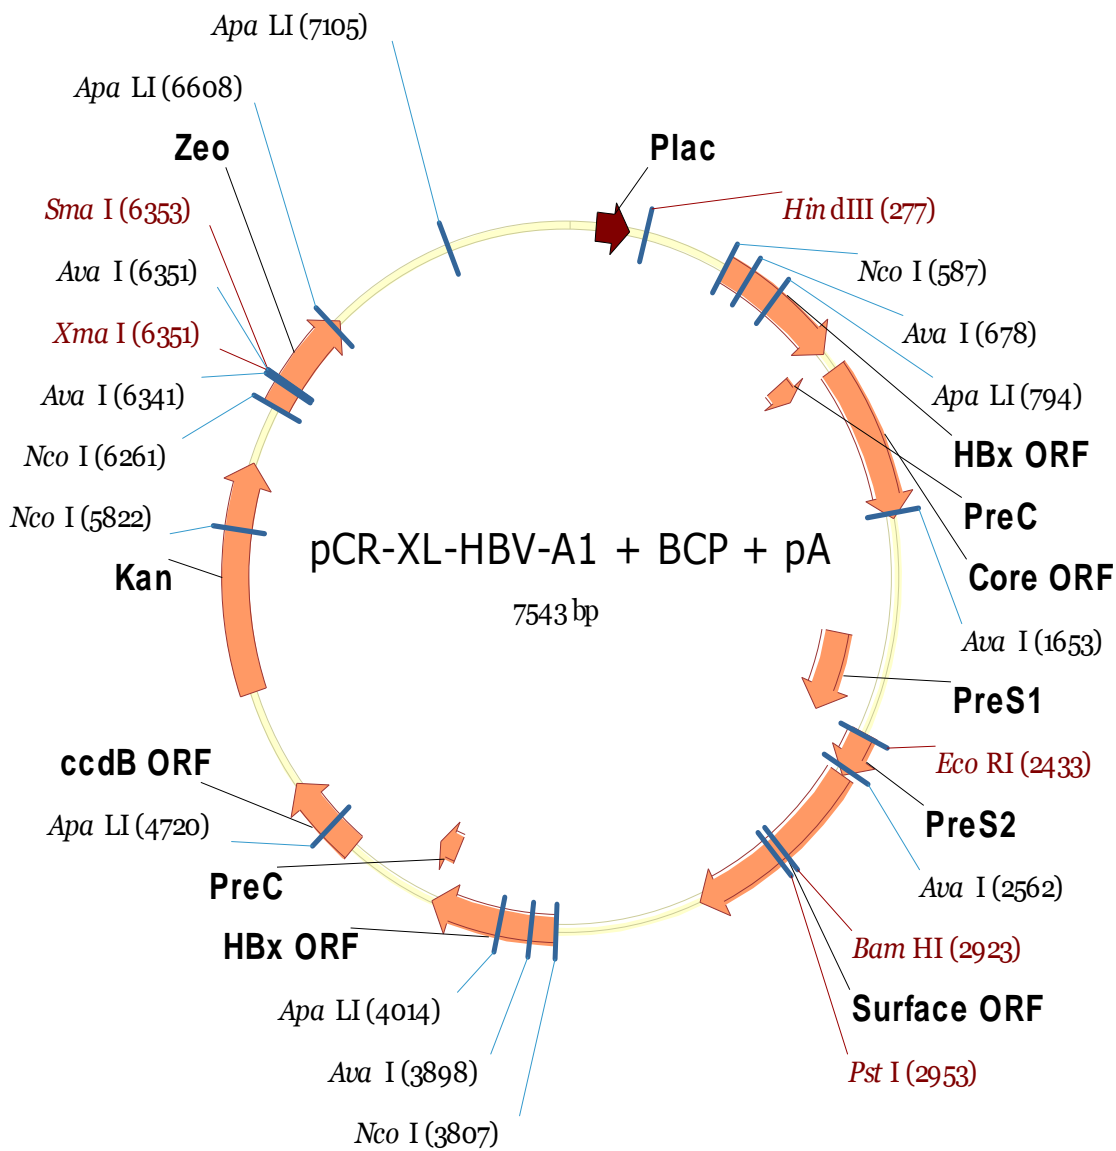 Apa LI (7105)
Apa LI (6608)
Zeo
Plac
Sma I (6353)
HindIII (277)
Ava I (6351)
Nco I (587)
Xma I (6351)
Ava I (678)
Ava I (6341)
Apa LI (794)
Nco I (6261)
HBx ORF
Nco I (5822)
PreC
Kan
Core ORF
pCR-XL-HBV-A1 + BCP + pA
7543 bp
Ava I (1653)
PreS1
ccdB ORF
Eco RI (2433)
Apa LI (4720)
PreS2
PreC
Ava I (2562)
HBx ORF
Bam HI (2923)
Apa LI (4014)
Surface ORF
Ava I (3898)
Pst I (2953)
Nco I (3807)